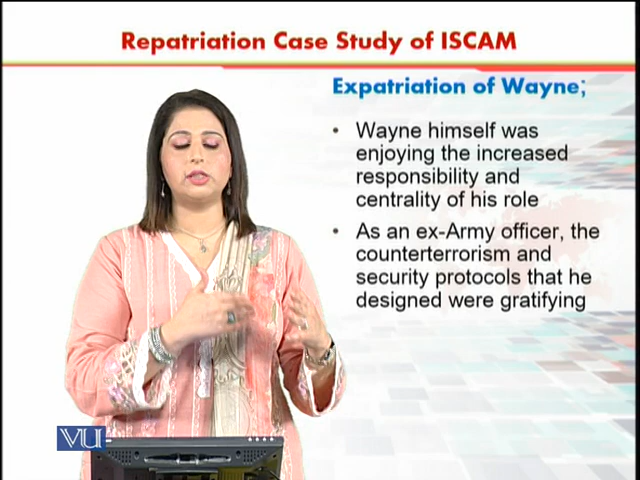 Repatriation Case Study of ISCAM
Expatriation of Wayne;
• Wayne himself was
enjoying the increased
responsibility and
centrality of his role
• As an ex-Army officer, the
counterterrorism and
security protocols that he
designed were gratifying
VU